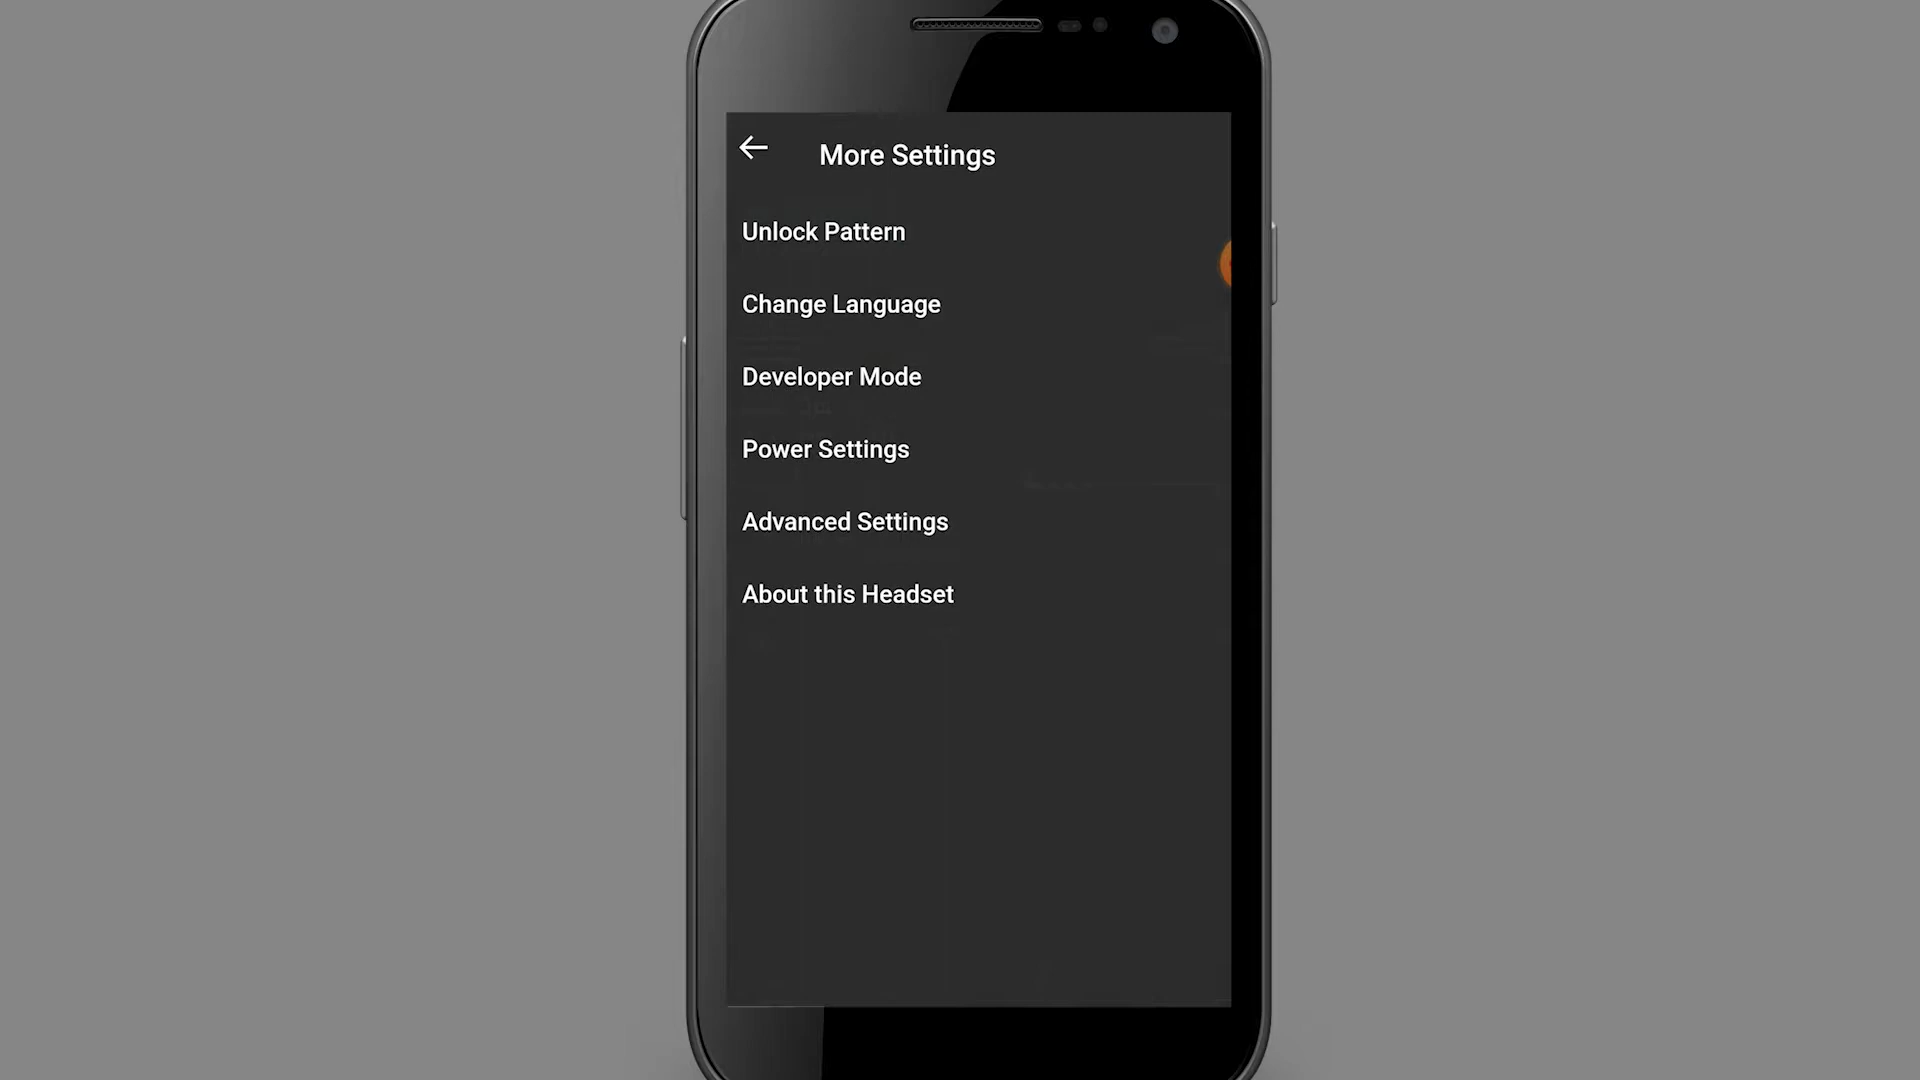 More Settings
Unlock Pattern
Change Language
Developer Mode
Power Settings
Advanced Settings
About this Headset